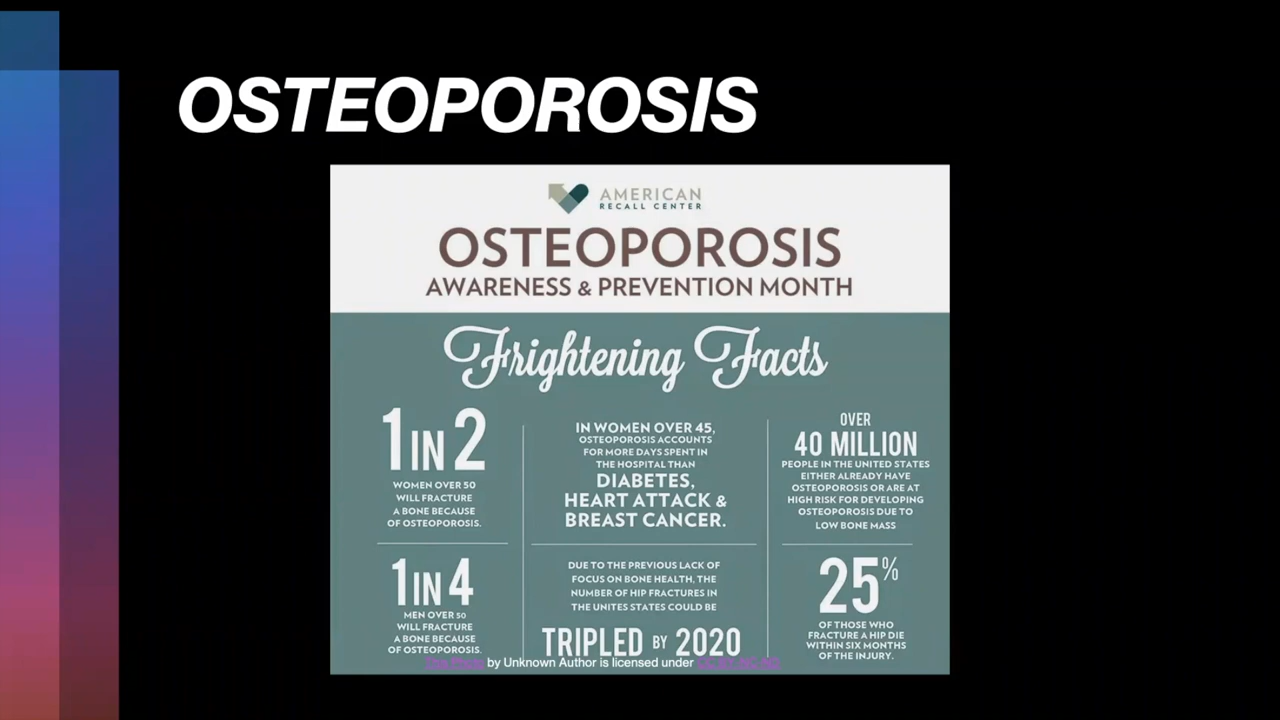 OSTEOPOROSIS
AMERICAN
RECALL CENTER
OSTEOPOROSIS
AWARENESS & PREVENTION MONTH
Frightening Facts
1 IN 2
WOMEN OVER 50
WILL FRACTURE
A BONE BECAUSE
OF OSTEOPOROSIS.
1 IN 4
MEN OVER 50
WILL FRACTURE
A BONE BECAUSE
OF OSTEOPOROSIS.
IN WOMEN OVER 45,
OSTEOPOROSIS ACCOUNTS
FOR MORE DAYS SPENT IN
THE HOSPITAL THAN
DIABETES,
HEART ATTACK &
BREAST CANCER.
DUE TO THE PREVIOUS LACK OF
FOCUS ON BONE HEALTH, THE
NUMBER OF HIP FRACTURES IN
THE UNITES STATES COULD BE
TRIPLED BY 2020
OVER
40 MILLION
PEOPLE IN THE UNITED STATES
EITHER ALREADY HAVE
OSTEOPOROSIS OR ARE AT
HIGH RISK FOR DEVELOPING
OSTEOPOROSIS DUE TO
LOW BONE MASS
25%
OF THOSE WHO
FRACTURE A HIP DIE
WITHIN SIX MONTHS
OF THE INJURY.
This Photo by Unknown Author is licensed under